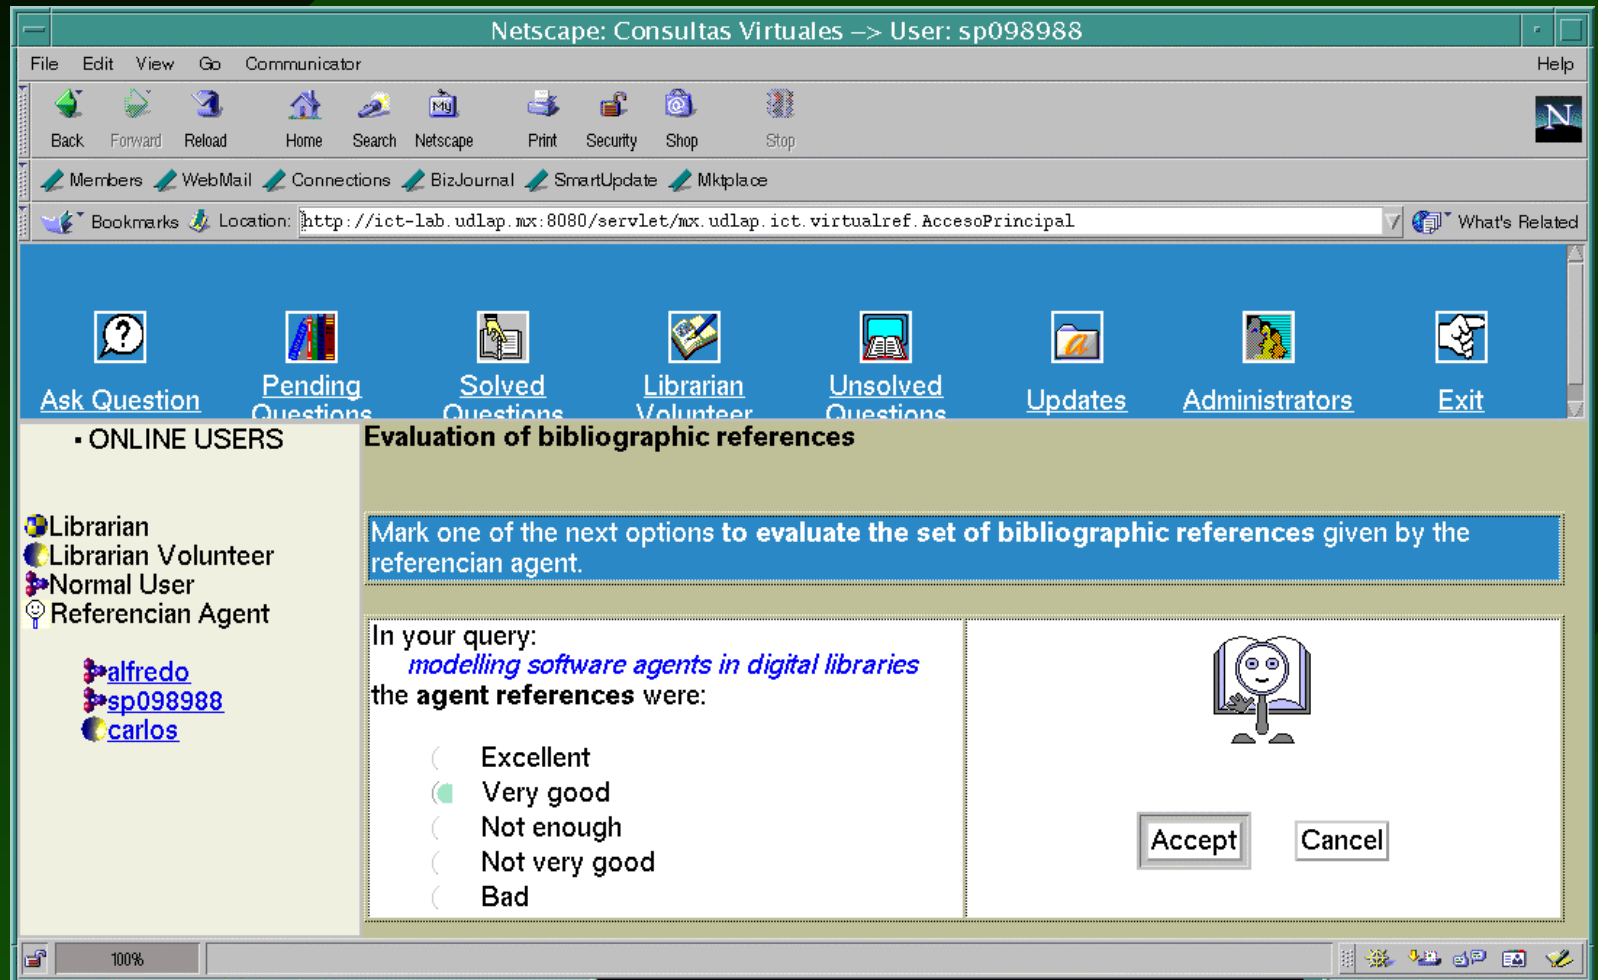 Netscape: Consultas Virtuales –> User: sp098988
File Edit View Go Communicator Help
My
N
Back Forward Reload Home Search Netscape Print Security Shop Stop
Members WebMail Connections BizJournal SmartUpdate Mktplace
Bookmarks Location: http://ict-lab.udlap.mx:8080/servlet/mx.udlap.ict.virtualref.AccesoPrincipal What's Related
Ask Question
Pending Questions
Solved Questions
Librarian Volunteer
Unsolved Questions
Updates
Administrators
Exit
▪ ONLINE USERS
Librarian
Librarian Volunteer
Normal User
Referencian Agent
alfredo
sp098988
carlos
Evaluation of bibliographic references
Mark one of the next options to evaluate the set of bibliographic references given by the
referencian agent.
In your query:
modelling software agents in digital libraries
the agent references were:
Excellent
Very good
Not enough
Not very good
Bad
Accept Cancel
100%